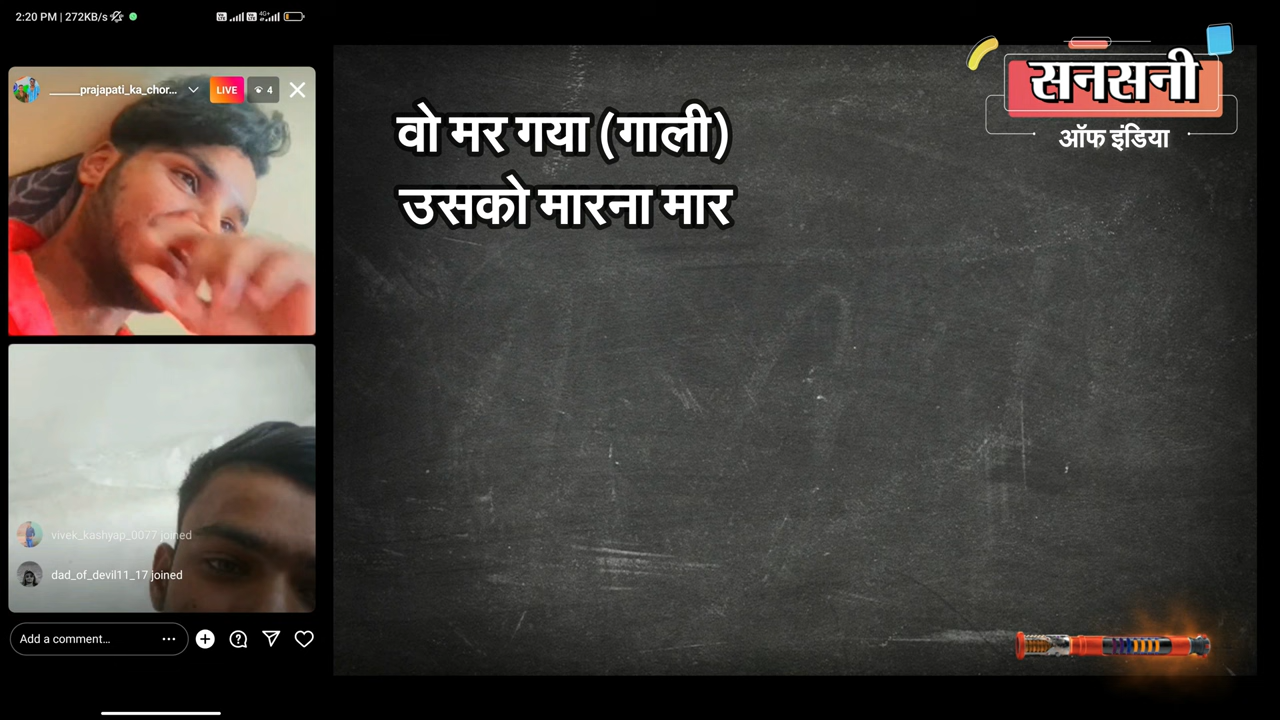 2:20 PM | 272KB/s
_____prajapati_ka_chor...
LIVE
4
vivek_kashyap_0077 joined
dad_of_devil11_17 joined
Add a comment...
वो मर गया (गाली)
उसको मारना मार
सनसनी
ऑफ इंडिया